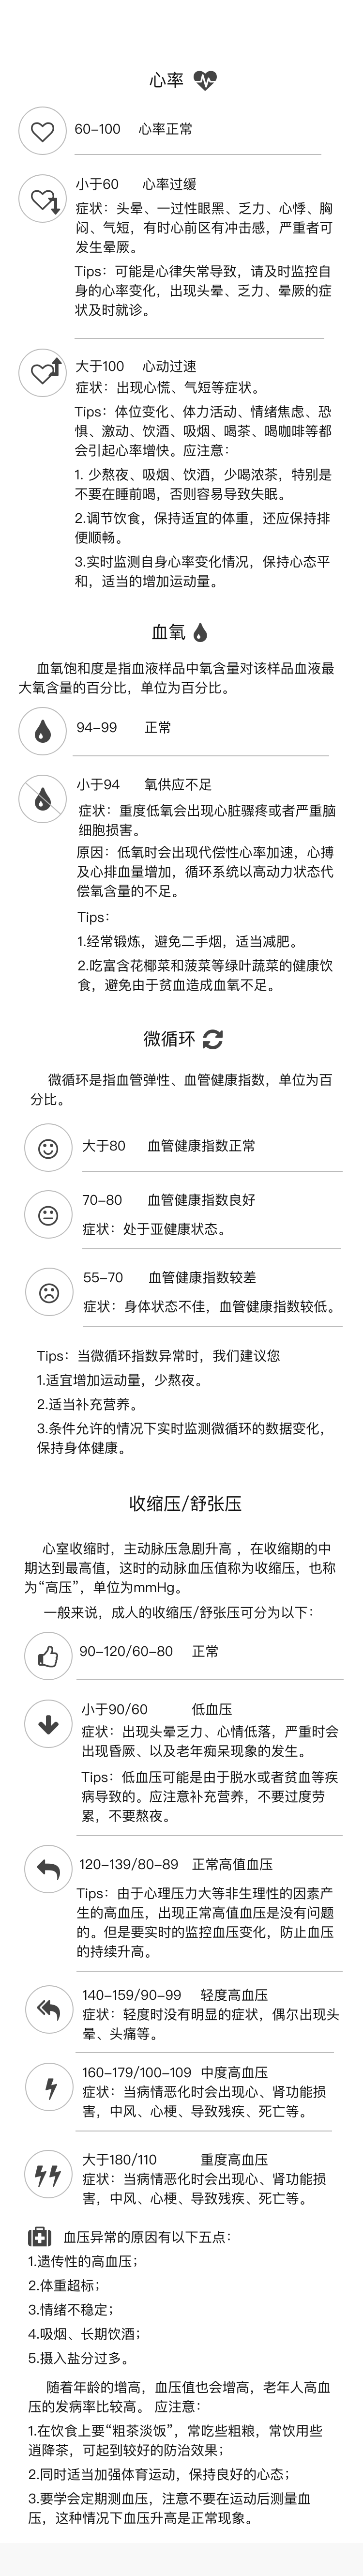 心率
60-100 心率正常
小于60 心率过缓
症状：头晕、一过性眼黑、乏力、心悸、胸
闷、气短，有时心前区有冲击感，严重者可
发生晕厥。
Tips：可能是心律失常导致，请及时监控自
身的心率变化，出现头晕、乏力、晕厥的症
状及时就诊。
大于100 心动过速
症状：出现心慌、气短等症状。
Tips：体位变化、体力活动、情绪焦虑、恐
惧、激动、饮酒、吸烟、喝茶、喝咖啡等都
会引起心率增快。应注意：
1. 少熬夜、吸烟、饮酒，少喝浓茶，特别是
不要在睡前喝，否则容易导致失眠。
2.调节饮食，保持适宜的体重，还应保持排
便顺畅。
3.实时监测自身心率变化情况，保持心态平
和，适当的增加运动量。
血氧
血氧饱和度是指血液样品中氧含量对该样品血液最
大氧含量的百分比，单位为百分比。
94-99 正常
小于94 氧供应不足
症状：重度低氧会出现心脏骤疼或者严重脑
细胞损害。
原因：低氧时会出现代偿性心率加速，心搏
及心排血量增加，循环系统以高动力状态代
偿氧含量的不足。
Tips：
1.经常锻炼，避免二手烟，适当减肥。
2.吃富含花椰菜和菠菜等绿叶蔬菜的健康饮
食，避免由于贫血造成血氧不足。
微循环
微循环是指血管弹性、血管健康指数，单位为百
分比。
大于80 血管健康指数正常
70-80 血管健康指数良好
症状：处于亚健康状态。
55-70 血管健康指数较差
症状：身体状态不佳，血管健康指数较低。
Tips：当微循环指数异常时，我们建议您
1.适宜增加运动量，少熬夜。
2.适当补充营养。
3.条件允许的情况下实时监测微循环的数据变化，
保持身体健康。
收缩压/舒张压
心室收缩时，主动脉压急剧升高 ，在收缩期的中
期达到最高值，这时的动脉血压值称为收缩压，也称
为“高压”，单位为mmHg。
一般来说，成人的收缩压/舒张压可分为以下：
90-120/60-80 正常
小于90/60 低血压
症状：出现头晕乏力、心情低落，严重时会
出现昏厥、以及老年痴呆现象的发生。
Tips：低血压可能是由于脱水或者贫血等疾
病导致的。应注意补充营养，不要过度劳
累，不要熬夜。
120-139/80-89 正常高值血压
Tips：由于心理压力大等非生理性的因素产
生的高血压，出现正常高值血压是没有问题
的。但是要实时的监控血压变化，防止血压
的持续升高。
140-159/90-99 轻度高血压
症状：轻度时没有明显的症状，偶尔出现头
晕、头痛等。
160-179/100-109 中度高血压
症状：当病情恶化时会出现心、肾功能损
害，中风、心梗、导致残疾、死亡等。
大于180/110 重度高血压
症状：当病情恶化时会出现心、肾功能损
害，中风、心梗、导致残疾、死亡等。
血压异常的原因有以下五点：
1.遗传性的高血压；
2.体重超标；
3.情绪不稳定；
4.吸烟、长期饮酒；
5.摄入盐分过多。
随着年龄的增高，血压值也会增高，老年人高血
压的发病率比较高。 应注意：
1.在饮食上要“粗茶淡饭”，常吃些粗粮，常饮用些
逍降茶，可起到较好的防治效果；
2.同时适当加强体育运动，保持良好的心态；
3.要学会定期测血压，注意不要在运动后测量血
压，这种情况下血压升高是正常现象。